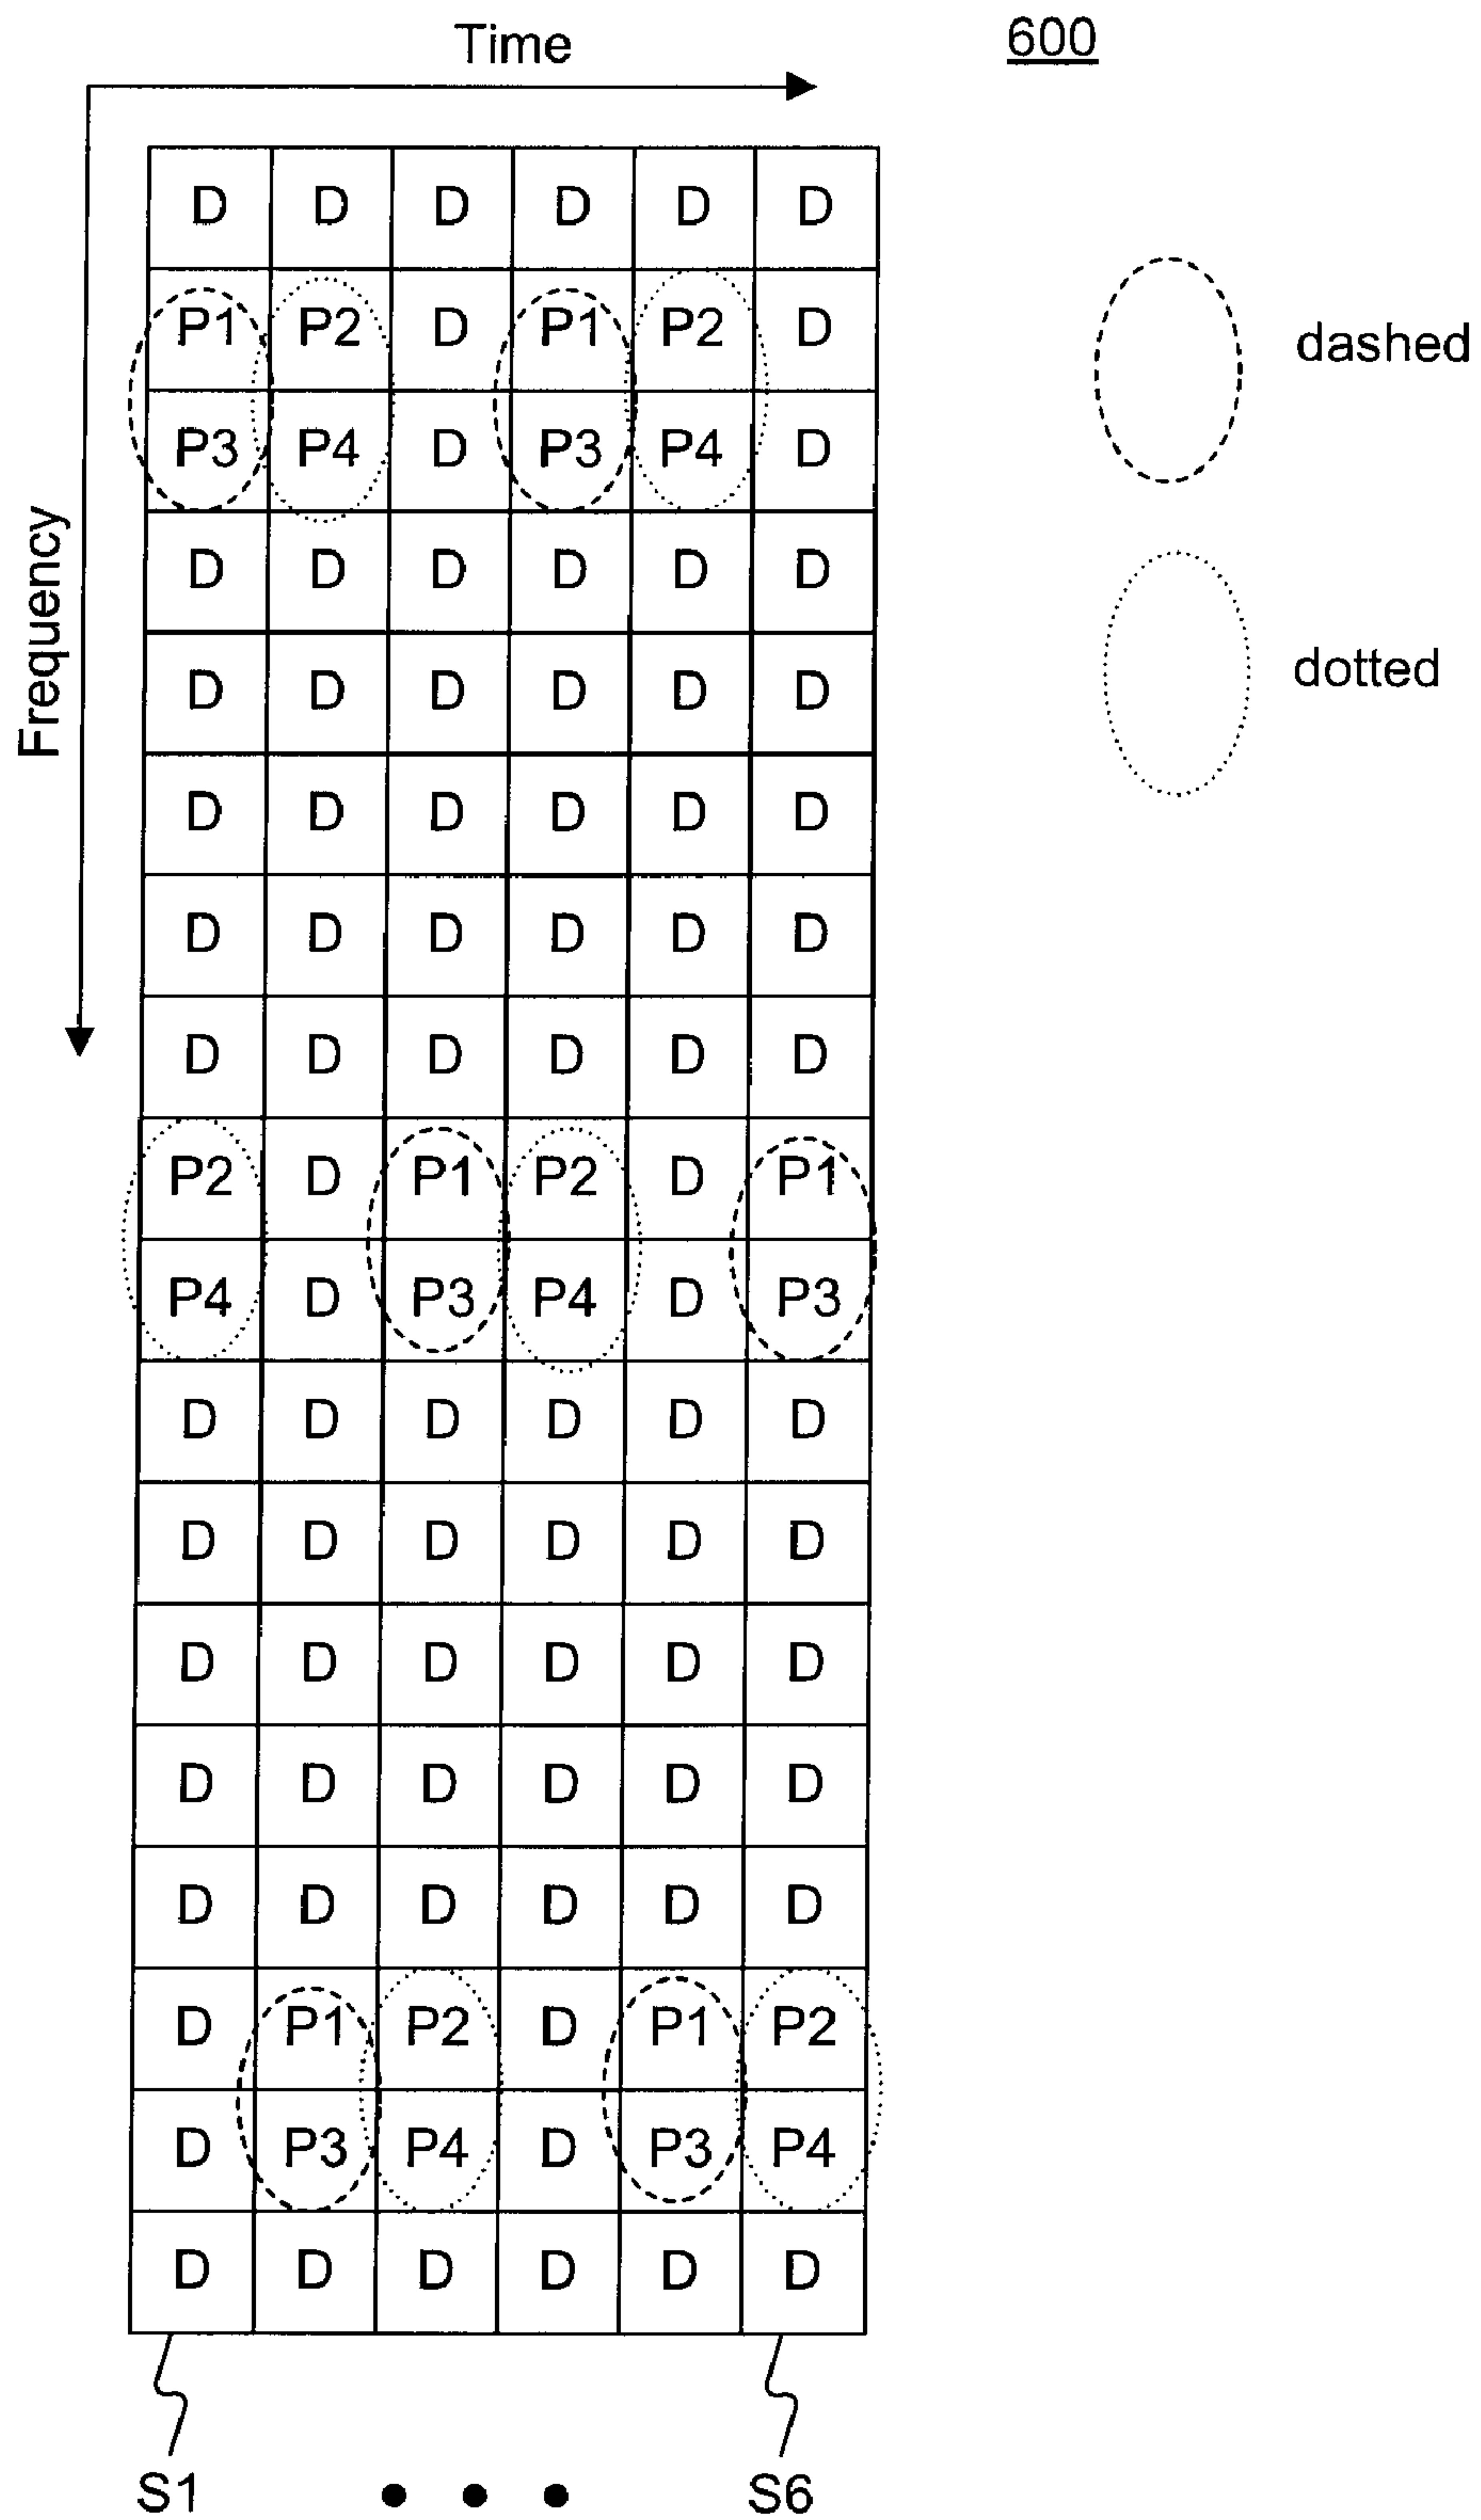 Time
600
D D D D D D
P1 P2 D P1 P2 D
dashed
P3 P4 D P3 P4 D
Frequency
D D D D D D
D D D D D D
dotted
D D D D D D
D D D D D D
D D D D D D
P2 D P1 P2 D P1
P4 D P3 P4 D P3
D D D D D D
D D D D D D
D D D D D D
D D D D D D
D D D D D D
D P1 P2 D P1 P2
D P3 P4 D P3 P4
D D D D D D
S1 • • • S6